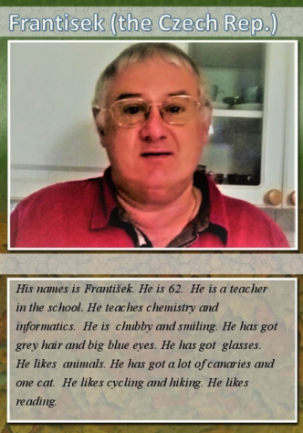 Frantisek (the Czech Rep.)
His names is František. He is 62. He is a teacher
in the school. He teaches chemistry and
informatics. He is chubby and smiling. He has got
grey hair and big blue eyes. He has got glasses.
He likes animals. He has got a lot of canaries and
one cat. He likes cycling and hiking. He likes
reading.